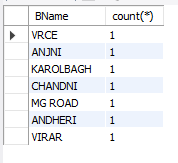 BName count(*)
VRCE 1
ANJNI 1
KAROLBAGH 1
CHANDNI 1
MG ROAD 1
ANDHERI 1
VIRAR 1